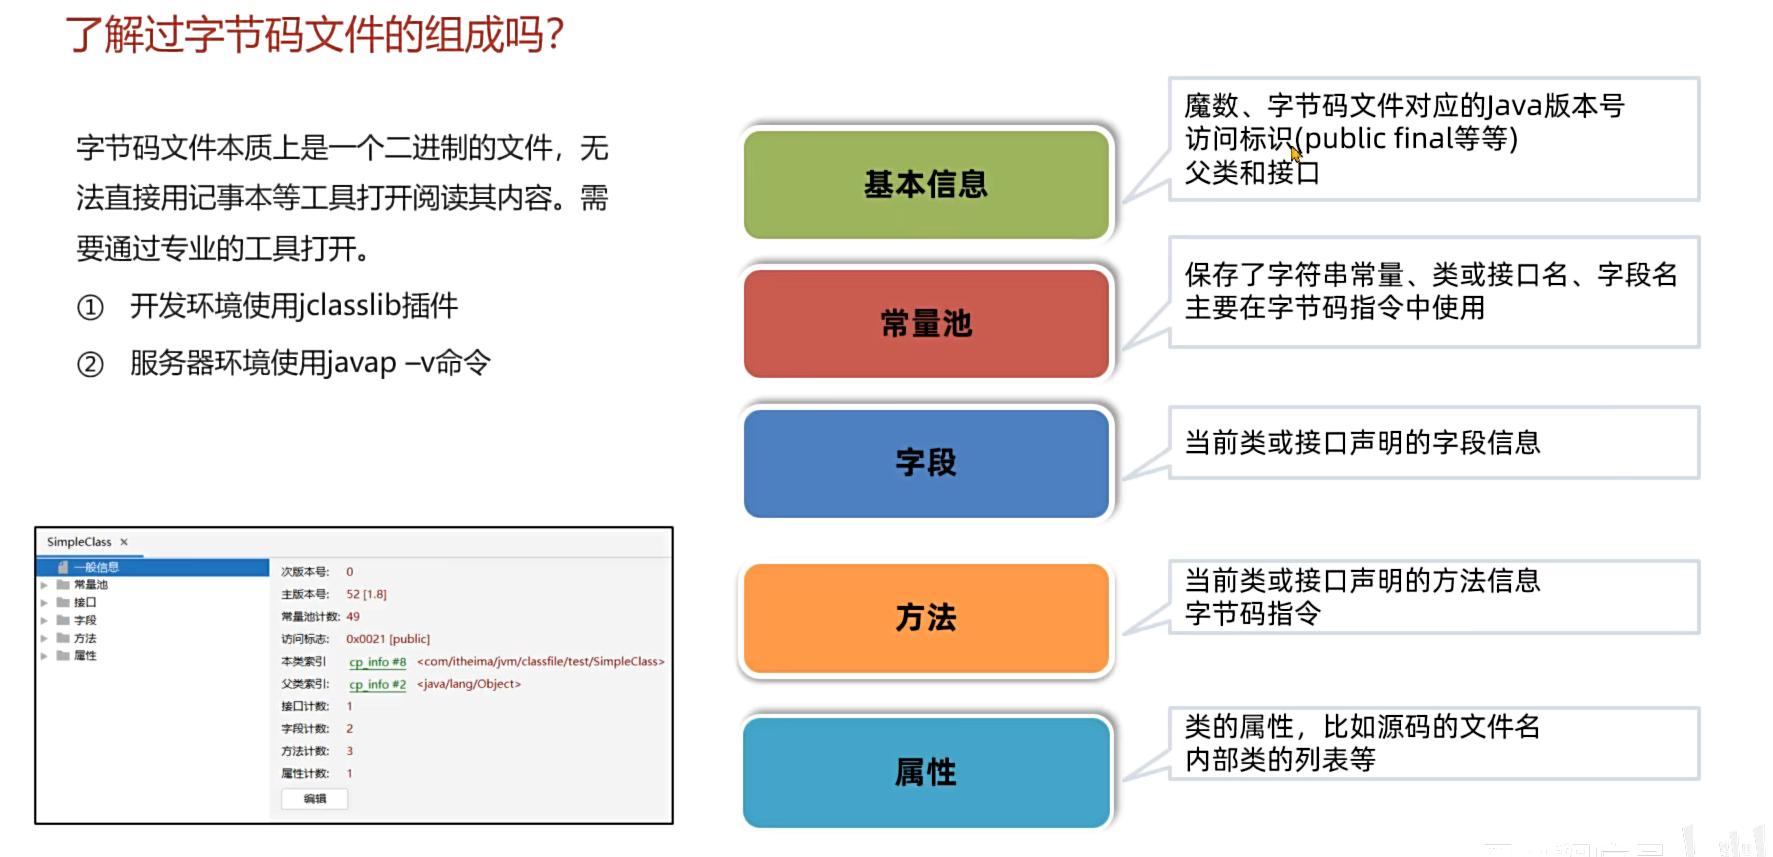 了解过字节码文件的组成吗?
字节码文件本质上是一个二进制的文件，无
法直接用记事本等工具打开阅读其内容。需
要通过专业的工具打开。
① 开发环境使用jclasslib插件
② 服务器环境使用javap –v命令
SimpleClass ×
一般信息
常量池
接口
字段
方法
属性
次版本号: 0
主版本号: 52 [1.8]
常量池计数: 49
访问标志: 0x0021 [public]
本类索引 cp_info #8 <com/itheima/jvm/classfile/test/SimpleClass>
父类索引: cp_info #2 <java/lang/Object>
接口计数: 1
字段计数: 2
方法计数: 3
属性计数: 1
编辑
基本信息
魔数、字节码文件对应的Java版本号
访问标识(public final等等)
父类和接口
常量池
保存了字符串常量、类或接口名、字段名
主要在字节码指令中使用
字段
当前类或接口声明的字段信息
方法
当前类或接口声明的方法信息
字节码指令
属性
类的属性，比如源码的文件名
内部类的列表等